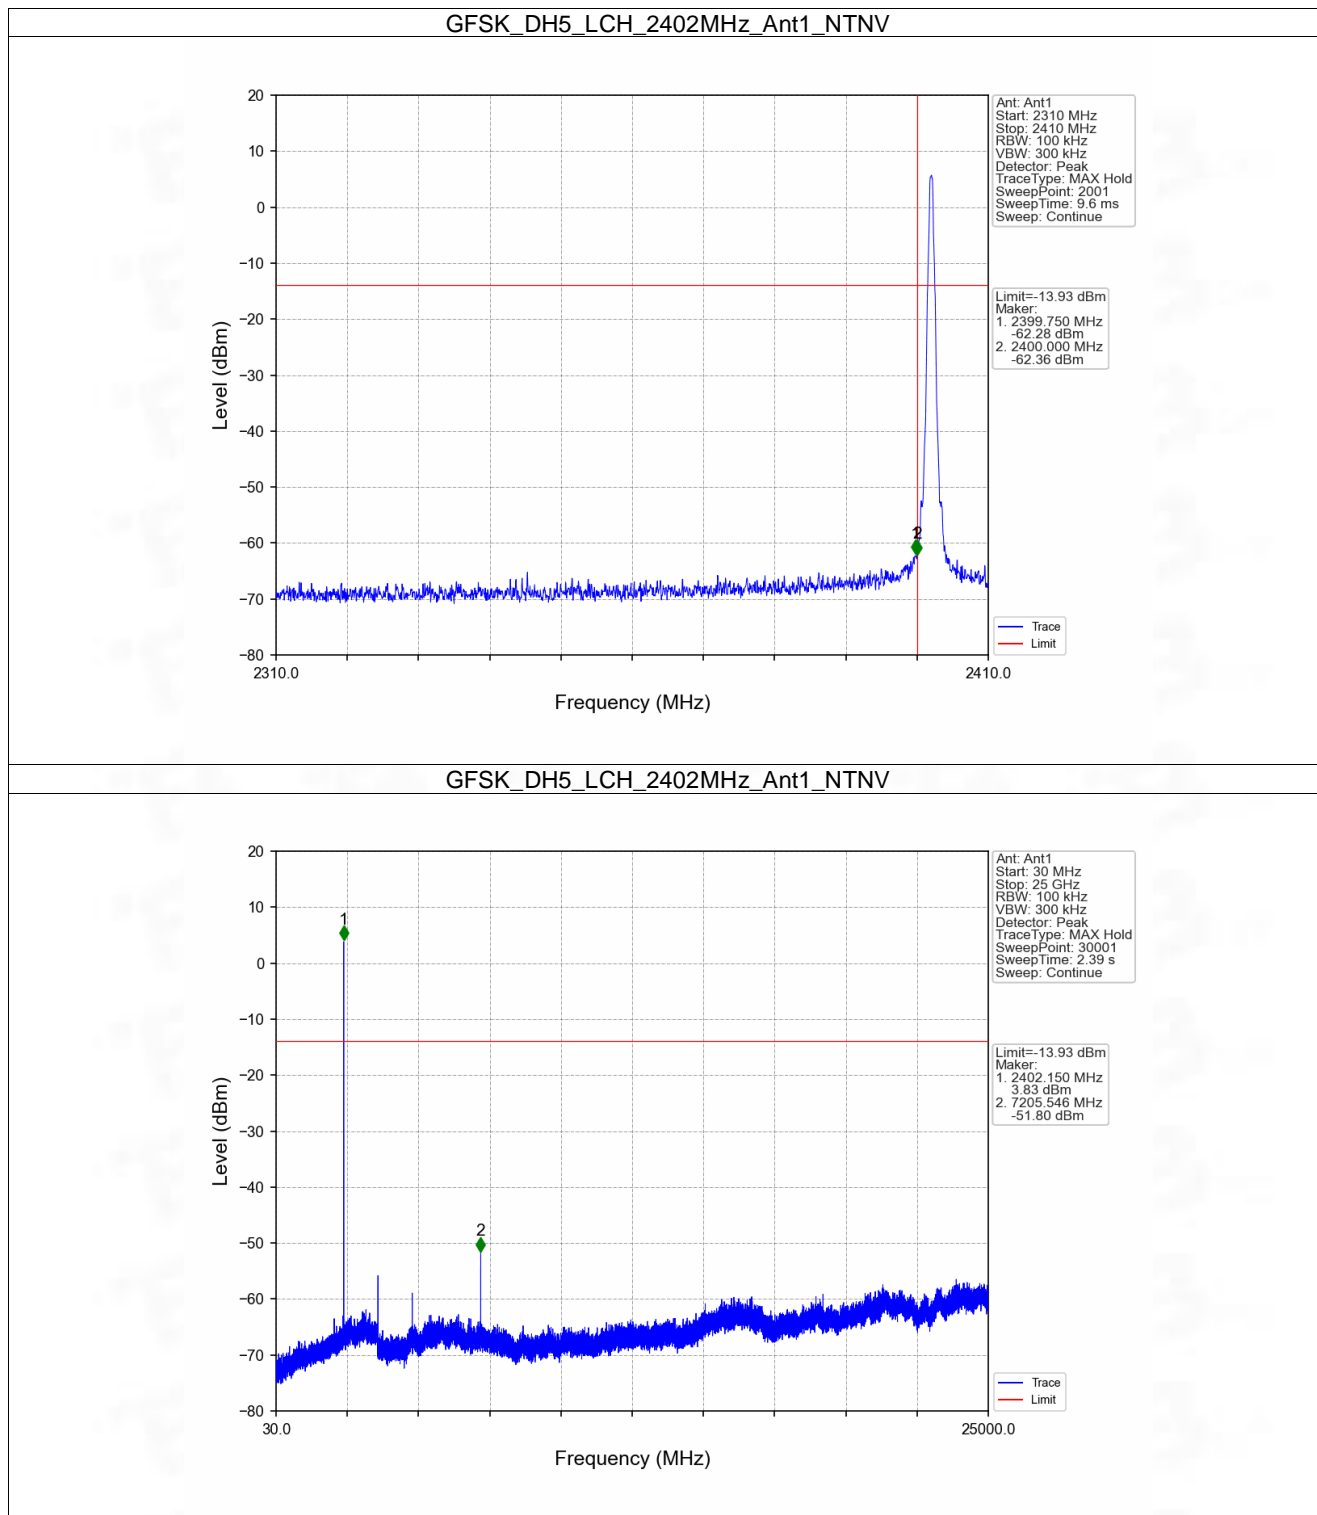 GFSK_DH5_LCH_2402MHz_Ant1_NTNV
20
10
0
−10
−20
−30
−40
−50
−60
−70
−80
Level (dBm)
1
2
2310.0
2410.0
Frequency (MHz)
Ant: Ant1
Start: 2310 MHz
Stop: 2410 MHz
RBW: 100 kHz
VBW: 300 kHz
Detector: Peak
TraceType: MAX Hold
SweepPoint: 2001
SweepTime: 9.6 ms
Sweep: Continue
Limit=-13.93 dBm
Maker:
1. 2399.750 MHz
-62.28 dBm
2. 2400.000 MHz
-62.36 dBm
Trace
Limit
GFSK_DH5_LCH_2402MHz_Ant1_NTNV
20
10
0
−10
−20
−30
−40
−50
−60
−70
−80
Level (dBm)
1
2
30.0
25000.0
Frequency (MHz)
Ant: Ant1
Start: 30 MHz
Stop: 25 GHz
RBW: 100 kHz
VBW: 300 kHz
Detector: Peak
TraceType: MAX Hold
SweepPoint: 30001
SweepTime: 2.39 s
Sweep: Continue
Limit=-13.93 dBm
Maker:
1. 2402.150 MHz
3.83 dBm
2. 7205.546 MHz
-51.80 dBm
Trace
Limit